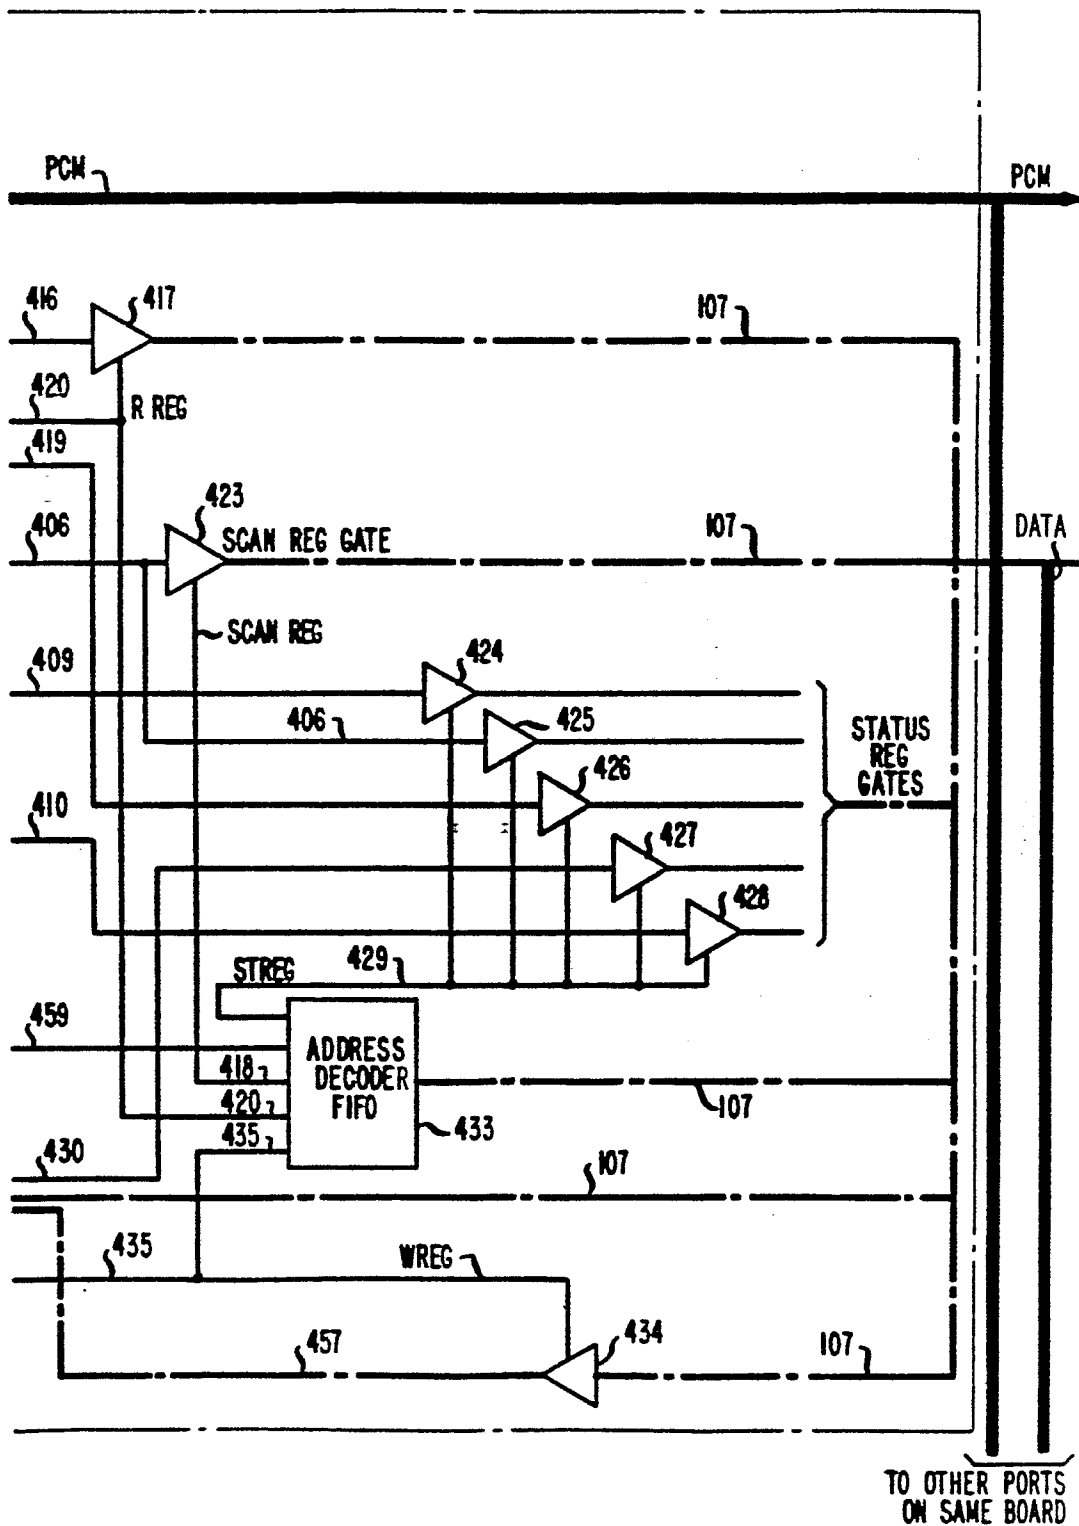 PCM
PCM
416
417
107
420
R REG
419
423
406
SCAN REG GATE
107
DATA
SCAN REG
409
424
406
425
STATUS
REG
GATES
426
410
427
428
STREG
429
459
ADDRESS
DECODER
FIFO
418
420
107
435
433
430
107
435
WREG
457
434
107
TO OTHER PORTS
ON SAME BOARD